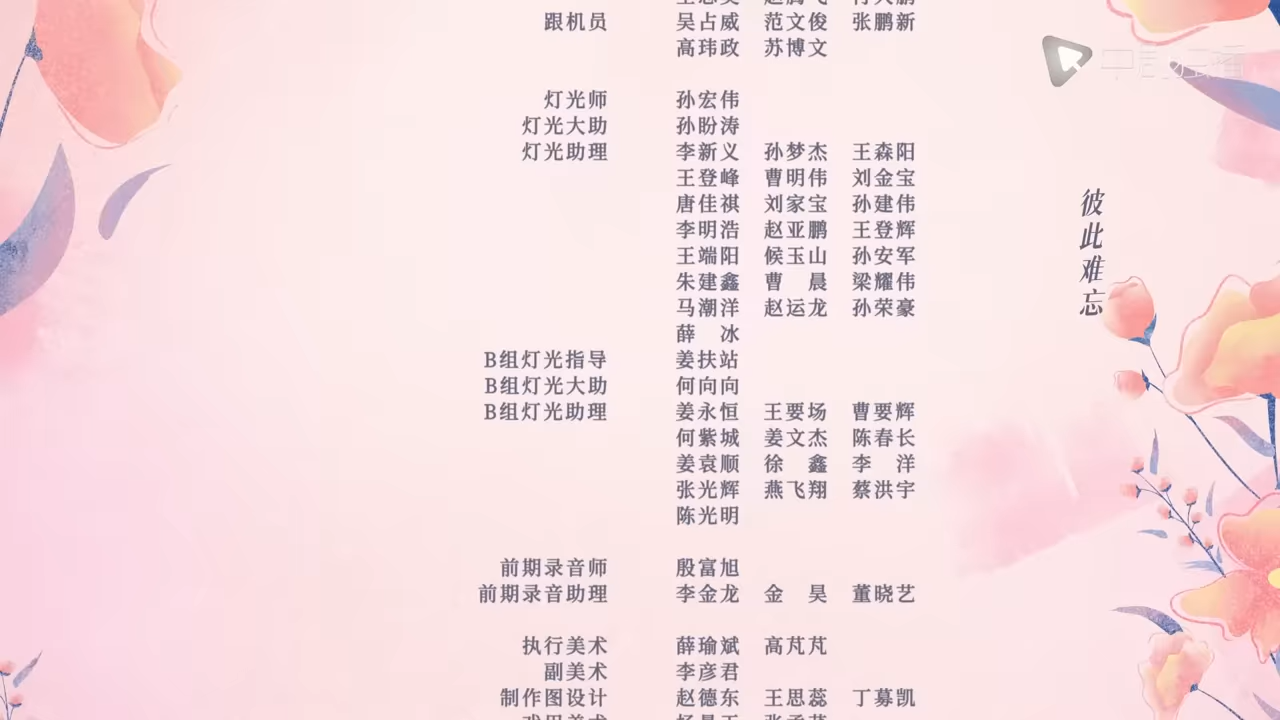 跟机员 吴占威 范文俊 张鹏新
高玮政 苏博文
灯光师 孙宏伟
灯光大助 孙盼涛
灯光助理 李新义 孙梦杰 王森阳
王登峰 曹明伟 刘金宝
唐佳祺 刘家宝 孙建伟
李明浩 赵亚鹏 王登辉
王端阳 候玉山 孙安军
朱建鑫 曹 晨 梁耀伟
马潮洋 赵运龙 孙荣豪
薛 冰
B组灯光指导 姜扶站
B组灯光大助 何向向
B组灯光助理 姜永恒 王要场 曹要辉
何紫城 姜文杰 陈春长
姜袁顺 徐 鑫 李 洋
张光辉 燕飞翔 蔡洪宇
陈光明
前期录音师 殷富旭
前期录音助理 李金龙 金 昊 董晓艺
执行美术 薛瑜斌 高芃芃
副美术 李彦君
制作图设计 赵德东 王思蕊 丁募凯
彼此难忘